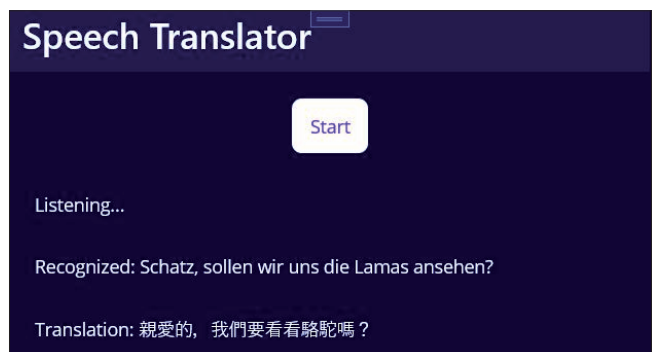 Speech Translator
Start
Listening...
Recognized: Schatz, sollen wir uns die Lamas ansehen?
Translation: 親愛的，我們要看看駱駝嗎？